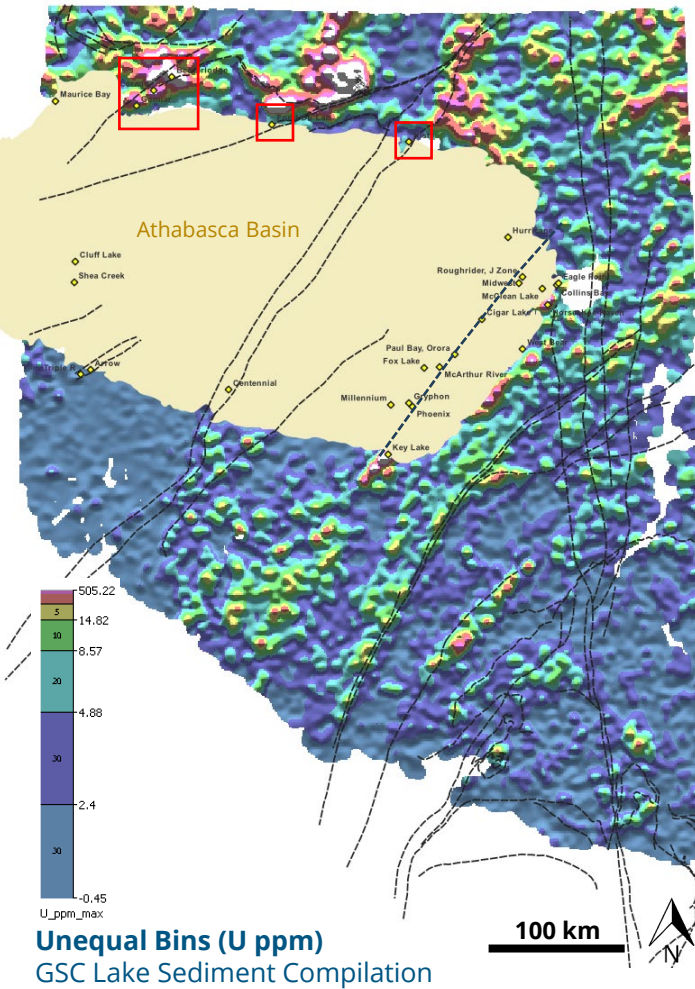 Maurice Bay
Athabasca Basin
Hurricane
Cluff Lake
Shea Creek
Roughrider, J Zone
Eagle Point
Midwest
McClean Lake
Collins Bay
Cigar Lake
West Bear
Paul Bay, Orora
Fox Lake
McArthur River
Triple R
Arrow
Centennial
Millennium
Gryphon
Phoenix
Key Lake
505.22
5
14.82
10
8.57
20
4.88
30
2.4
30
-0.45
U_ppm_max
Unequal Bins (U ppm)
GSC Lake Sediment Compilation
100 km
N